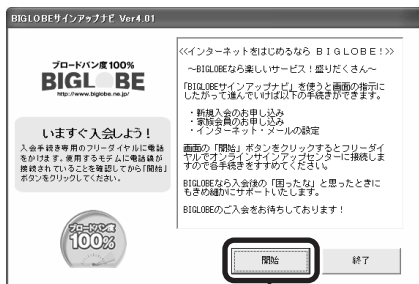 BIGLOBEサインアップナビ Ver4.01
ブロードバン度100%
BIGLOBE
http://www.biglobe.ne.jp/
いますぐ入会しよう！
入会手続き専用のフリーダイヤルに電話
をかけます。使用するモデムに電話線が
接続されていることを確認してから「開始」
ボタンをクリックしてください。
ブロードバン度
100%
<<インターネットをはじめるなら ＢＩＧＬＯＢＥ！>>
～BIGLOBEなら楽しいサービス！盛りだくさん～
「BIGLOBEサインアップナビ」を使うと画面の指示に
したがって進んでいけば以下の手続きができます。
・新規入会のお申し込み
・家族会員のお申し込み
・インターネット・メールの設定
画面の「開始」ボタンをクリックするとフリーダイ
ヤルでオンラインサインアップセンターに接続しま
すので各手続きをすすめてください。
BIGLOBEなら入会後の「困ったな」と思ったときに
もきめ細かにサポートいたします。
BIGLOBEのご入会をお待ちしております！
開始
終了